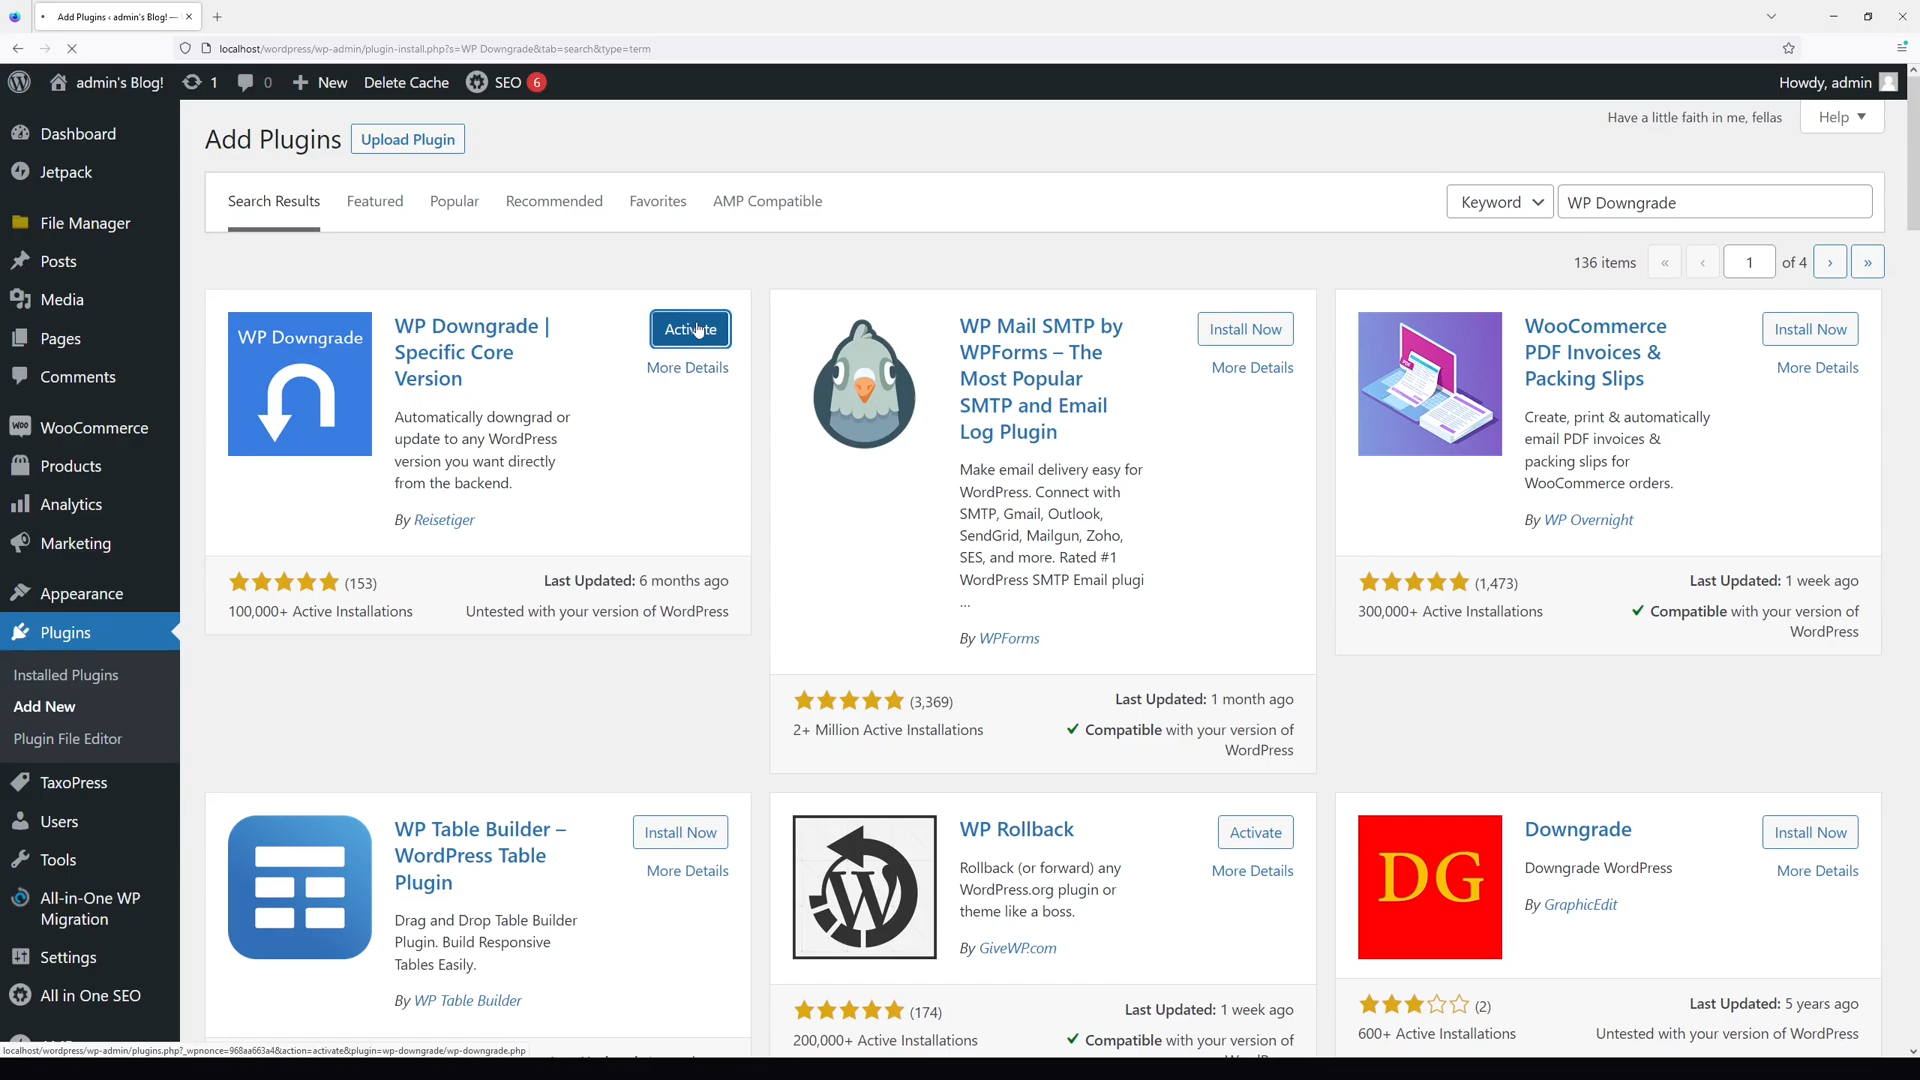 Add Plugins ‹ admin's Blog! —
localhost/wordpress/wp-admin/plugin-install.php?s=WP Downgrade&tab=search&type=term
admin's Blog!
1
0
New
Delete Cache
SEO
6
Howdy, admin
Dashboard
Jetpack
File Manager
Posts
Media
Pages
Comments
WooCommerce
Products
Analytics
Marketing
Appearance
Plugins
Installed Plugins
Add New
Plugin File Editor
TaxoPress
Users
Tools
All-in-One WP
Migration
Settings
All in One SEO
Have a little faith in me, fellas
Help
Add Plugins
Upload Plugin
Search Results
Featured
Popular
Recommended
Favorites
AMP Compatible
Keyword
WP Downgrade
136 items
«
‹
1
of 4
›
»
WP Downgrade
WP Downgrade |
Specific Core
Version
Activate
More Details
Automatically downgrad or
update to any WordPress
version you want directly
from the backend.
By Reisetiger
(153)
Last Updated: 6 months ago
100,000+ Active Installations
Untested with your version of WordPress
WP Mail SMTP by
WPForms – The
Most Popular
SMTP and Email
Log Plugin
Install Now
More Details
Make email delivery easy for
WordPress. Connect with
SMTP, Gmail, Outlook,
SendGrid, Mailgun, Zoho,
SES, and more. Rated #1
WordPress SMTP Email plugi
...
By WPForms
(3,369)
Last Updated: 1 month ago
2+ Million Active Installations
Compatible with your version of
WordPress
WooCommerce
PDF Invoices &
Packing Slips
Install Now
More Details
Create, print & automatically
email PDF invoices &
packing slips for
WooCommerce orders.
By WP Overnight
(1,473)
Last Updated: 1 week ago
300,000+ Active Installations
Compatible with your version of
WordPress
WP Table Builder –
WordPress Table
Plugin
Install Now
More Details
Drag and Drop Table Builder
Plugin. Build Responsive
Tables Easily.
By WP Table Builder
WP Rollback
Activate
More Details
Rollback (or forward) any
WordPress.org plugin or
theme like a boss.
By GiveWP.com
(174)
Last Updated: 1 week ago
200,000+ Active Installations
Compatible with your version of
DG
Downgrade
Install Now
More Details
Downgrade WordPress
By GraphicEdit
(2)
Last Updated: 5 years ago
600+ Active Installations
Untested with your version of WordPress
localhost/wordpress/wp-admin/plugins.php?_wpnonce=968aa663a4&action=activate&plugin=wp-downgrade/wp-downgrade.php